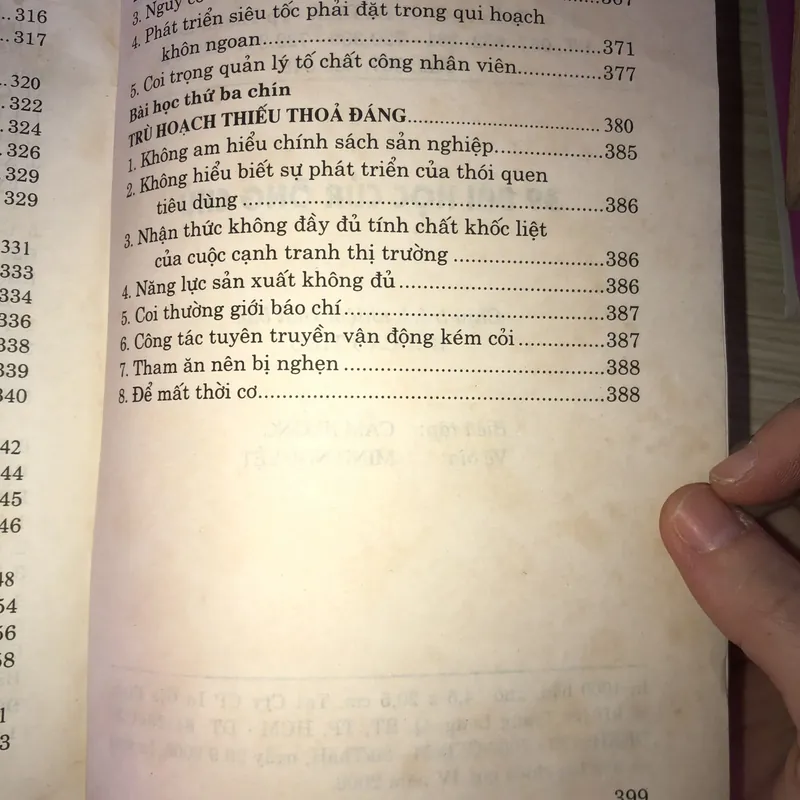 ..316
..317
..320
..322
. 324
. 326
329
. 329
331
333
334
336
338
339
340
42
44
45
46
48
54
56
58
1
3
3. Nguy
4. Phát triển siêu tốc phải đặt trong qui hoạch
khôn ngoan..................................................371
5. Coi trọng quản lý tố chất công nhân viên.............377
Bài học thứ ba chín
TRÙ HOẠCH THIẾU THOẢ ĐÁNG............................ 380
1. Không am hiểu chính sách sản nghiệp.................385
2. Không hiểu biết sự phát triển của thói quen
tiêu dùng ....................................................386
3. Nhận thức không đầy đủ tính chất khốc liệt
của cuộc cạnh tranh thị trường ......................386
4. Năng lực sản xuất không đủ ..............................386
5. Coi thường giới báo chí .....................................387
6. Công tác tuyên truyền vận động kém cỏi .............387
7. Tham ăn nên bị nghẹn .......................................388
8. Để mất thời cơ....................................................388
399